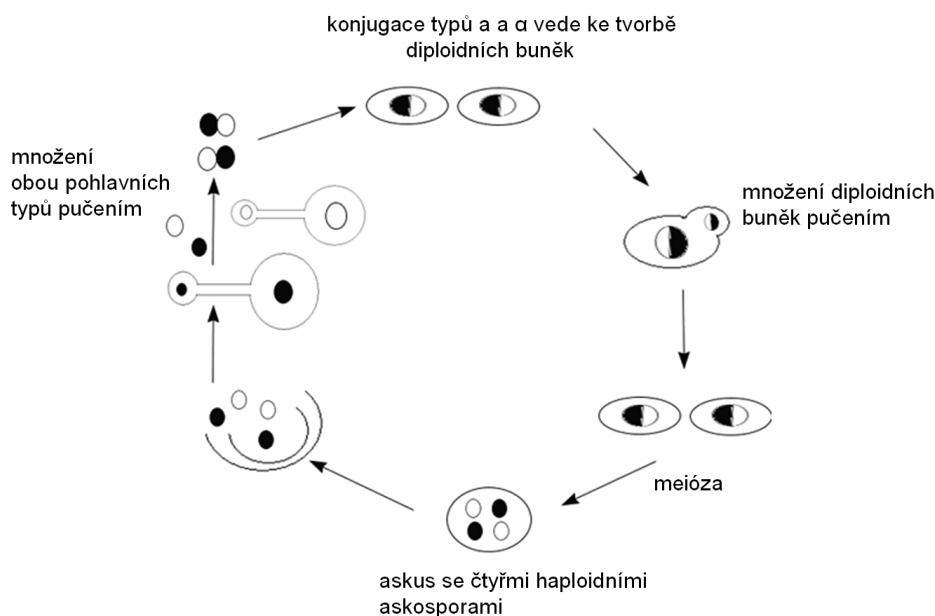 konjugace typů a a α vede ke tvorbě
diploidních buněk
množení
obou pohlavních
typů pučením
množení diploidních
buněk pučením
meióza
askus se čtyřmi haploidními
askosporami